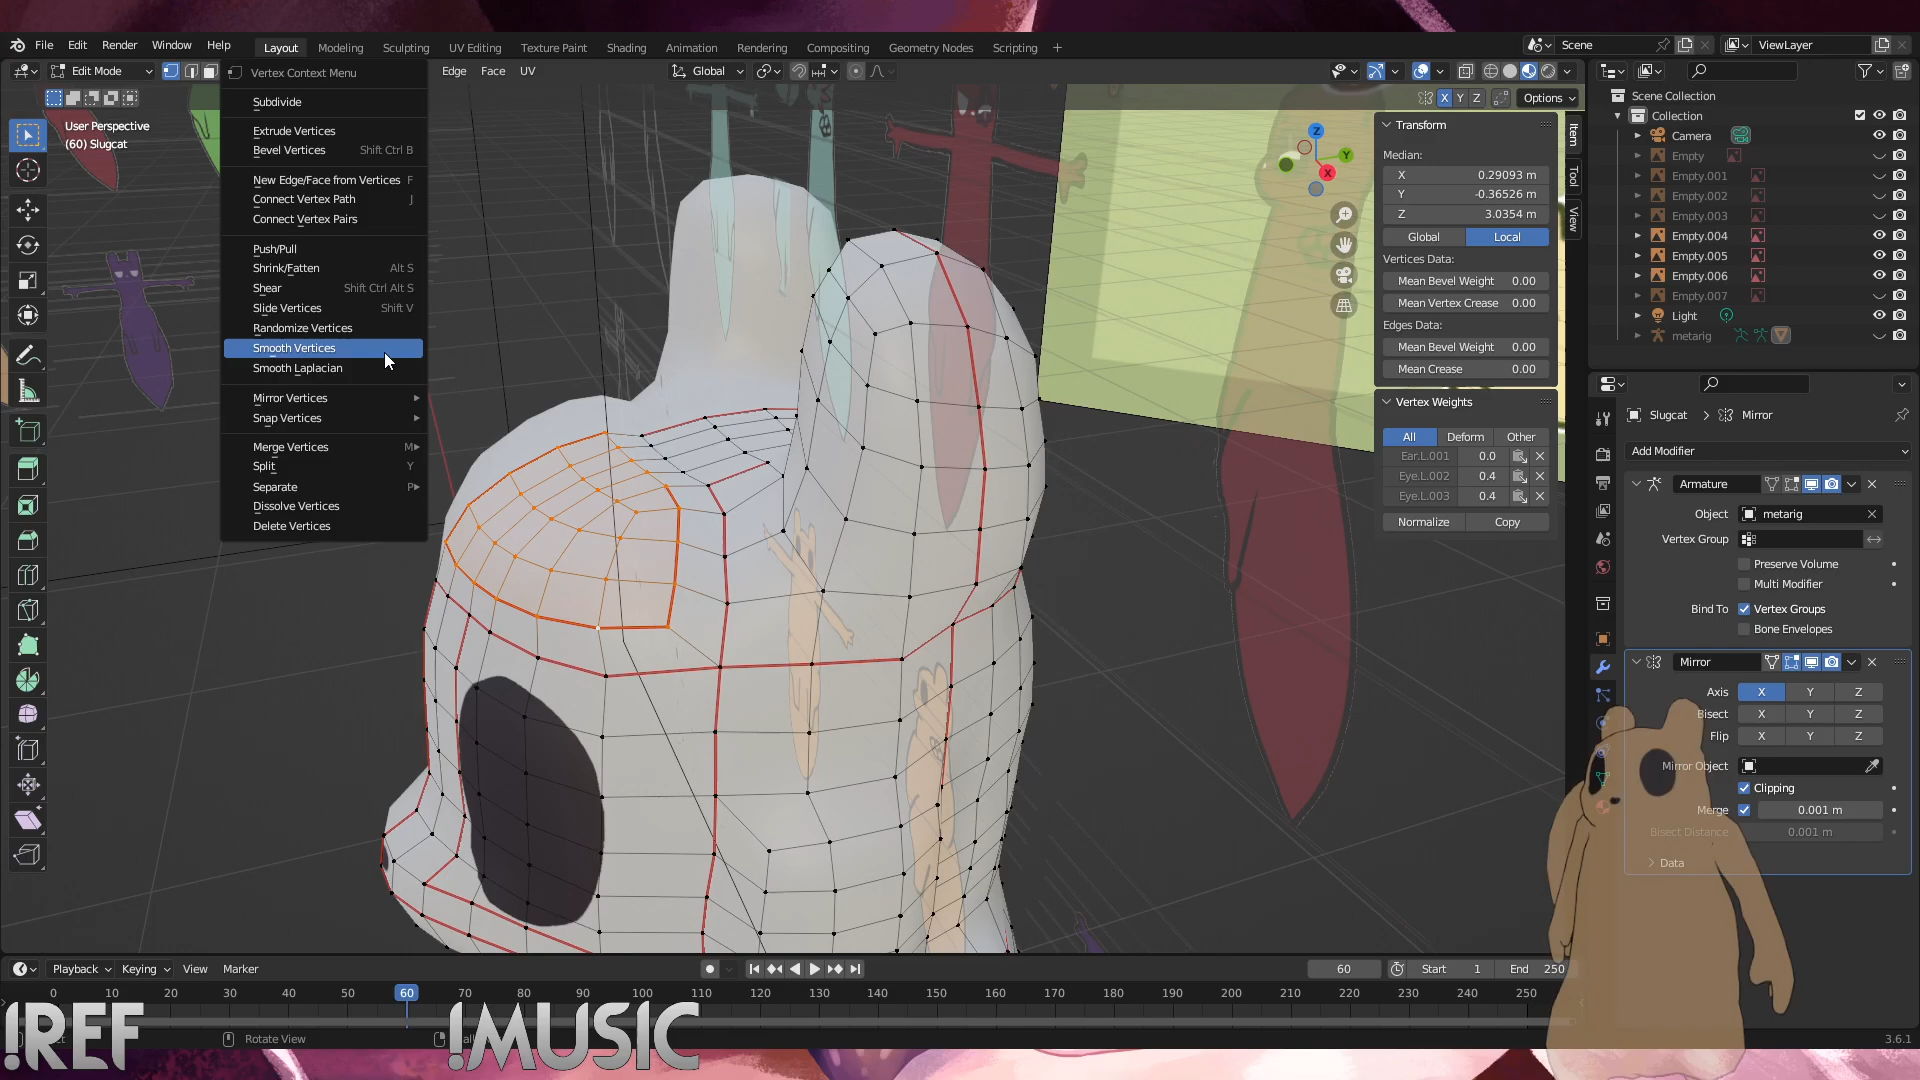 File Edit Render Window Help
Layout Modeling Sculpting UV Editing Texture Paint Shading Animation Rendering Compositing Geometry Nodes Scripting +
Scene
ViewLayer
Edit Mode
Vertex Context Menu
Edge Face UV
Global
Options
X Y Z
User Perspective
(60) Slugcat
Subdivide
Extrude Vertices
Bevel Vertices Shift Ctrl B
New Edge/Face from Vertices F
Connect Vertex Path J
Connect Vertex Pairs
Push/Pull
Shrink/Fatten Alt S
Shear Shift Ctrl Alt S
Slide Vertices Shift V
Randomize Vertices
Smooth Vertices
Smooth Laplacian
Mirror Vertices
Snap Vertices
Merge Vertices M
Split Y
Separate P
Dissolve Vertices
Delete Vertices
Z
Y
X
Transform
Median:
X 0.29093 m
Y -0.36526 m
Z 3.0354 m
Global Local
Vertices Data:
Mean Bevel Weight 0.00
Mean Vertex Crease 0.00
Edges Data:
Mean Bevel Weight 0.00
Mean Crease 0.00
Vertex Weights
All Deform Other
Ear.L.001 0.0
Eye.L.002 0.4
Eye.L.003 0.4
Normalize Copy
Item
Tool
View
Scene Collection
Collection
Camera
Empty
Empty.001
Empty.002
Empty.003
Empty.004
Empty.005
Empty.006
Empty.007
Light
metarig
Slugcat > Mirror
Add Modifier
Armature
Object metarig
Vertex Group
Preserve Volume
Multi Modifier
Bind To Vertex Groups
Bone Envelopes
Mirror
Axis X Y Z
Bisect X Y Z
Flip X Y Z
Mirror Object
Clipping
Merge 0.001 m
Bisect Distance 0.001 m
Data
Playback Keying View Marker
60 Start 1 End 250
0 10 20 30 40 50 60 70 80 90 100 110 120 130 140 150 160 170 180 190 200 210 220 230 240 250
!REF
Rotate View
!MUSIC
3.6.1